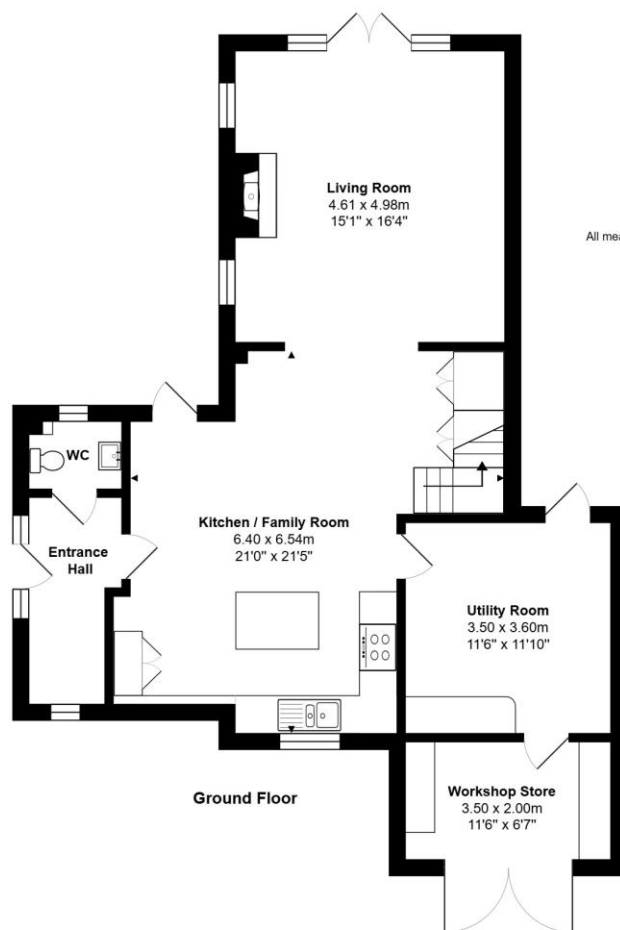 Living Room
4.61 x 4.98m
15'1" x 16'4"
All mea
WC
Entrance
Hall
Kitchen / Family Room
6.40 x 6.54m
21'0" x 21'5"
Utility Room
3.50 x 3.60m
11'6" x 11'10"
Ground Floor
Workshop Store
3.50 x 2.00m
11'6" x 6'7"